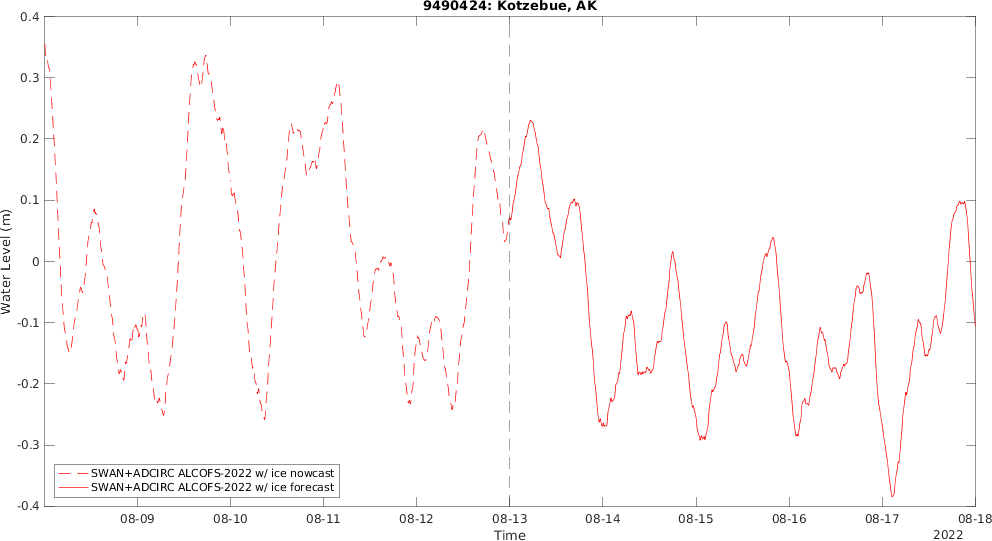 9490424: Kotzebue, AK
0.4
0.3
0.2
0.1
0
-0.1
-0.2
-0.3
-0.4
Water Level (m)
SWAN+ADCIRC ALCOFS-2022 w/ ice nowcast
SWAN+ADCIRC ALCOFS-2022 w/ ice forecast
08-09 08-10 08-11 08-12 08-13 08-14 08-15 08-16 08-17 08-18
Time
2022